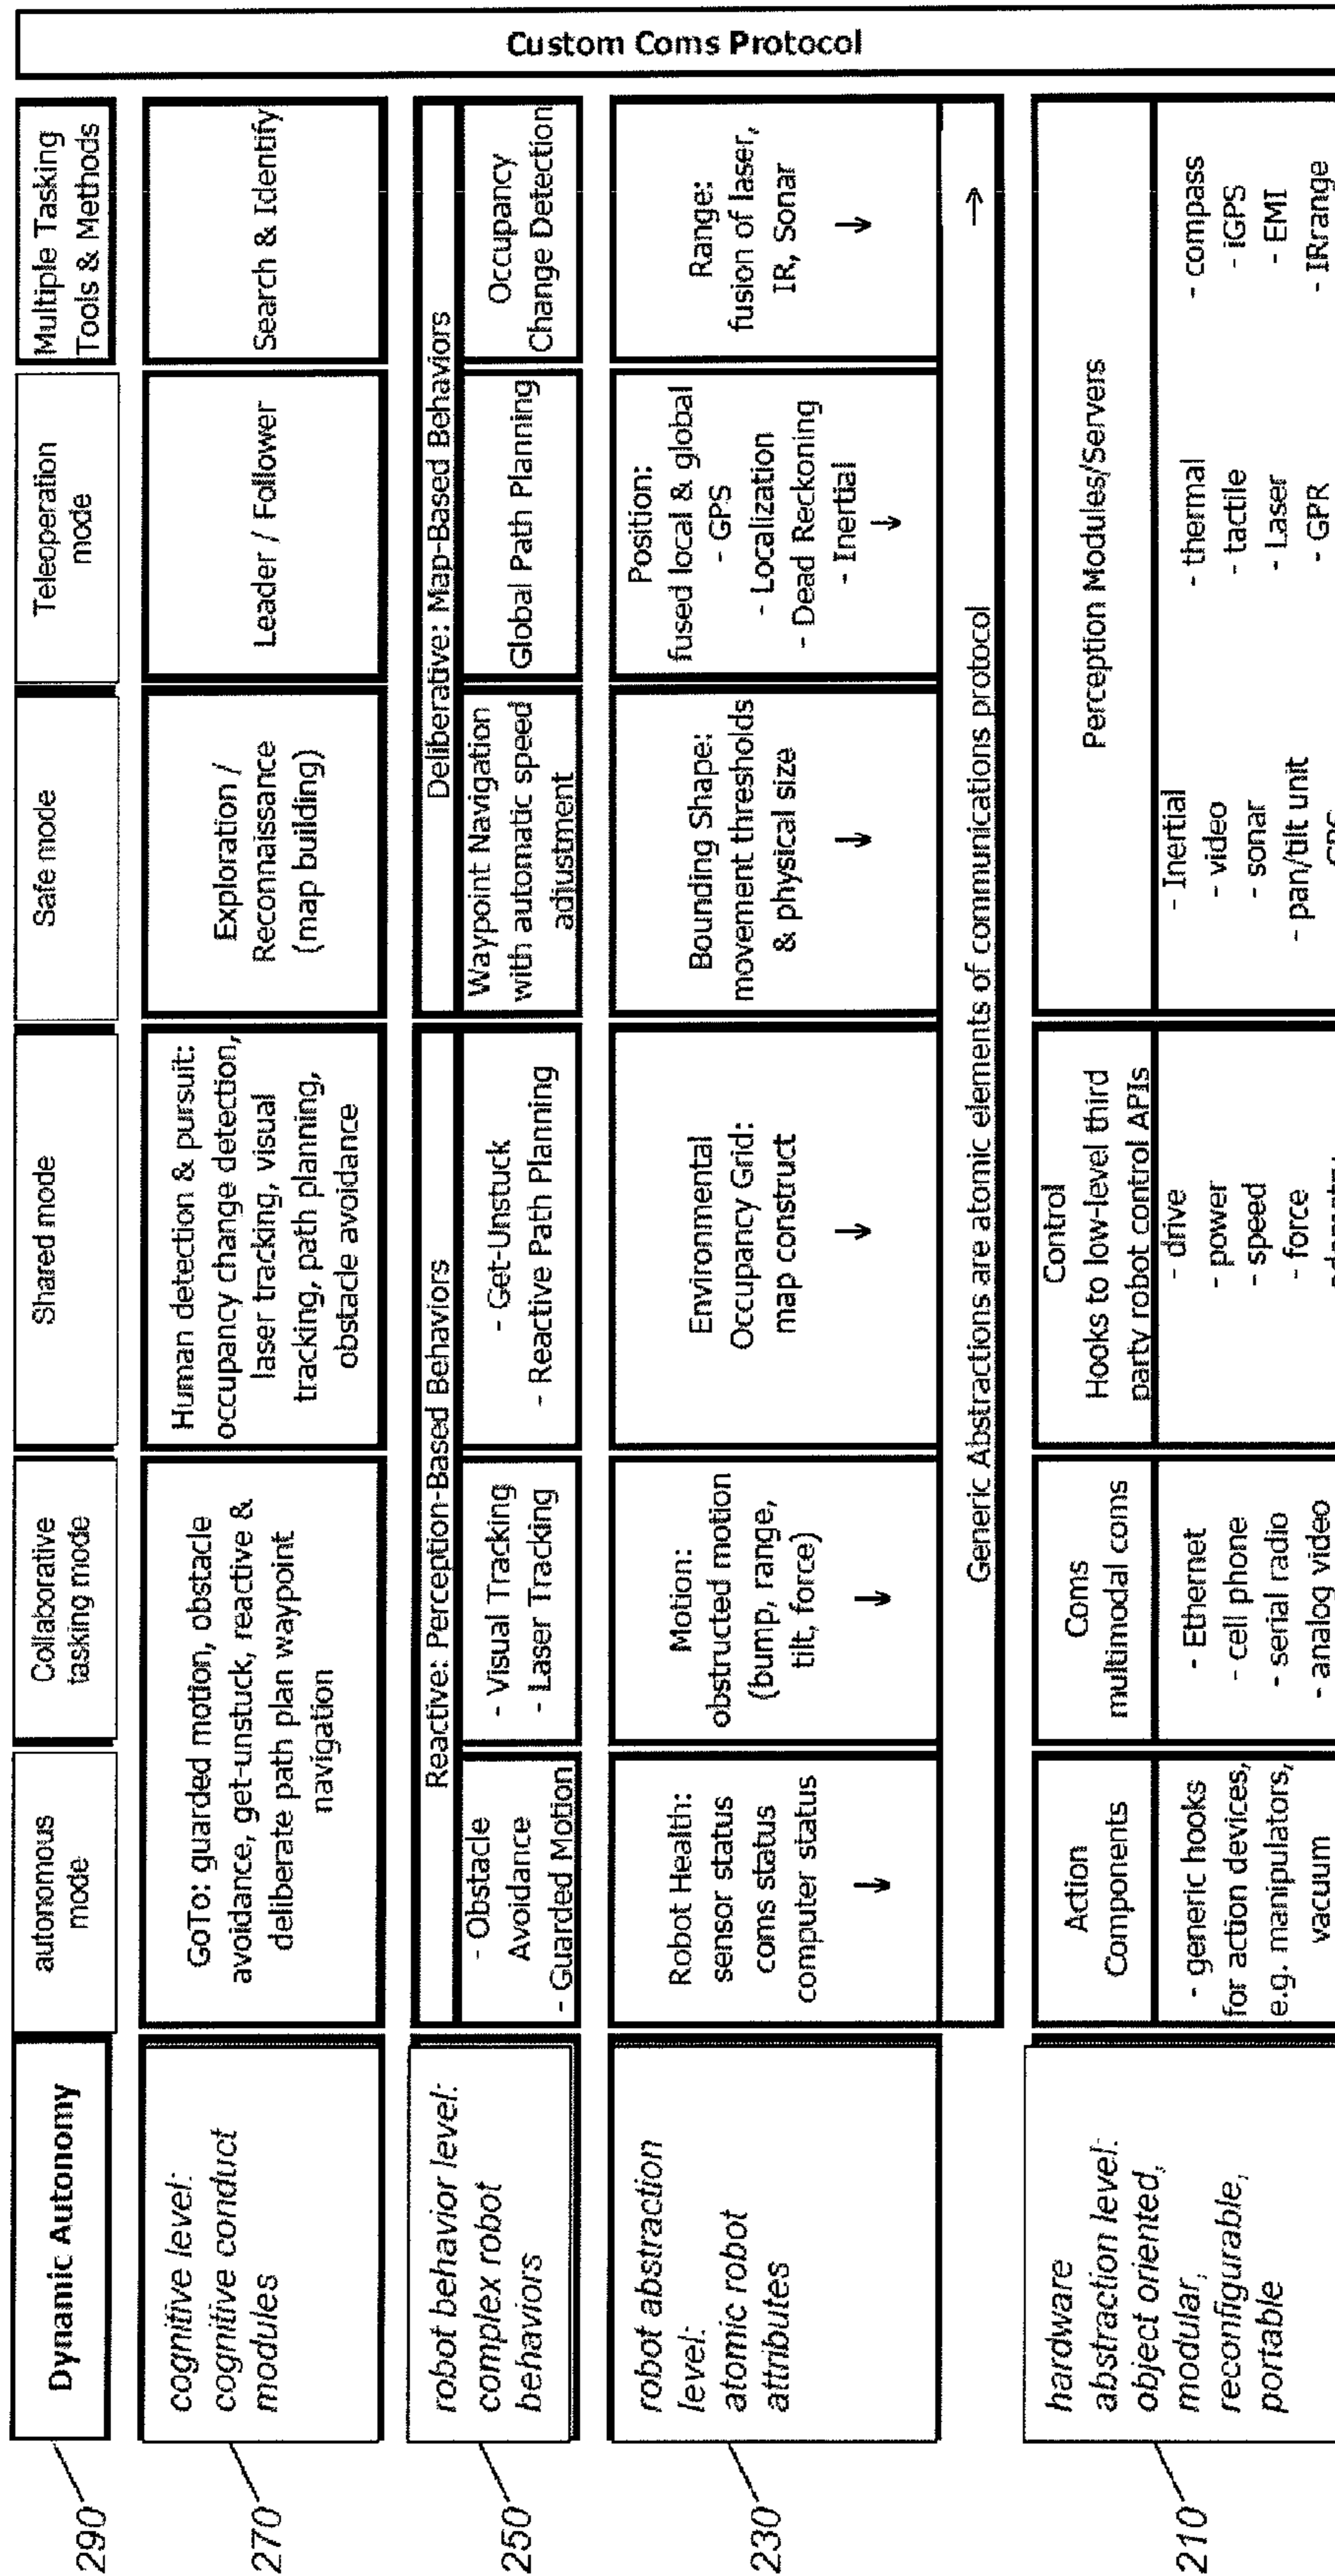 290
Dynamic Autonomy
autonomous
mode
Collaborative
tasking mode
Shared mode
Safe mode
Teleoperation
mode
Multiple Tasking
Tools & Methods
Custom Coms Protocol
270
cognitive level:
cognitive conduct
modules
GoTo: guarded motion, obstacle
avoidance, get-unstuck, reactive &
deliberate path plan waypoint
navigation
Human detection & pursuit:
occupancy change detection,
laser tracking, visual
tracking, path planning,
obstacle avoidance
Exploration /
Reconnaissance
(map building)
Leader / Follower
Search & Identify
250
robot behavior level:
complex robot
behaviors
Reactive: Perception-Based Behaviors
- Obstacle
Avoidance
- Guarded Motion
- Visual Tracking
- Laser Tracking
- Get-Unstuck
- Reactive Path Planning
Deliberative: Map-Based Behaviors
Waypoint Navigation
with automatic speed
adjustment
Global Path Planning
Occupancy
Change Detection
230
robot abstraction
level:
atomic robot
attributes
Robot Health:
sensor status
coms status
computer status
↓
Motion:
obstructed motion
(bump, range,
tilt, force)
↓
Environmental
Occupancy Grid:
map construct
↓
Bounding Shape:
movement thresholds
& physical size
↓
Position:
fused local & global
- GPS
- Localization
- Dead Reckoning
- Inertial
↓
Range:
fusion of laser,
IR, Sonar
↓
Generic Abstractions are atomic elements of communications protocol →
210
hardware
abstraction level:
object oriented,
modular,
reconfigurable,
portable
Action
Components
- generic hooks
for action devices,
e.g. manipulators,
vacuum
Coms
multimodal coms
- Ethernet
- cell phone
- serial radio
- analog video
Control
Hooks to low-level third
party robot control APIs
- drive
- power
- speed
- force
Perception Modules/Servers
- Inertial
- video
- sonar
- pan/tilt unit
- thermal
- tactile
- Laser
- GPR
- compass
- iGPS
- EMI
- IRrange